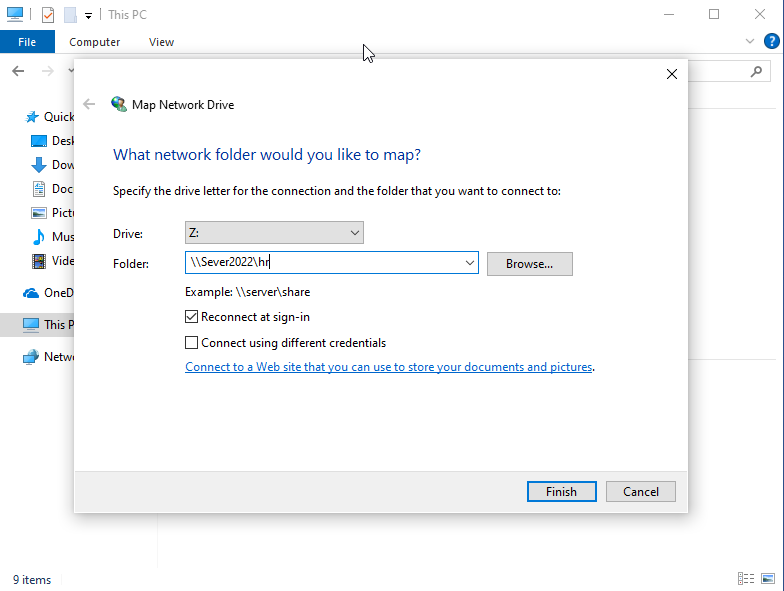 This PC
File Computer View
?
Map Network Drive
What network folder would you like to map?
Specify the drive letter for the connection and the folder that you want to connect to:
Drive: Z:
Folder: \\Sever2022\hr Browse...
Example: \\server\share
Reconnect at sign-in
Connect using different credentials
Connect to a Web site that you can use to store your documents and pictures.
Finish Cancel
Quick
Desk
Dow
Doc
Pict
Mus
Vide
OneD
This P
Netw
9 items